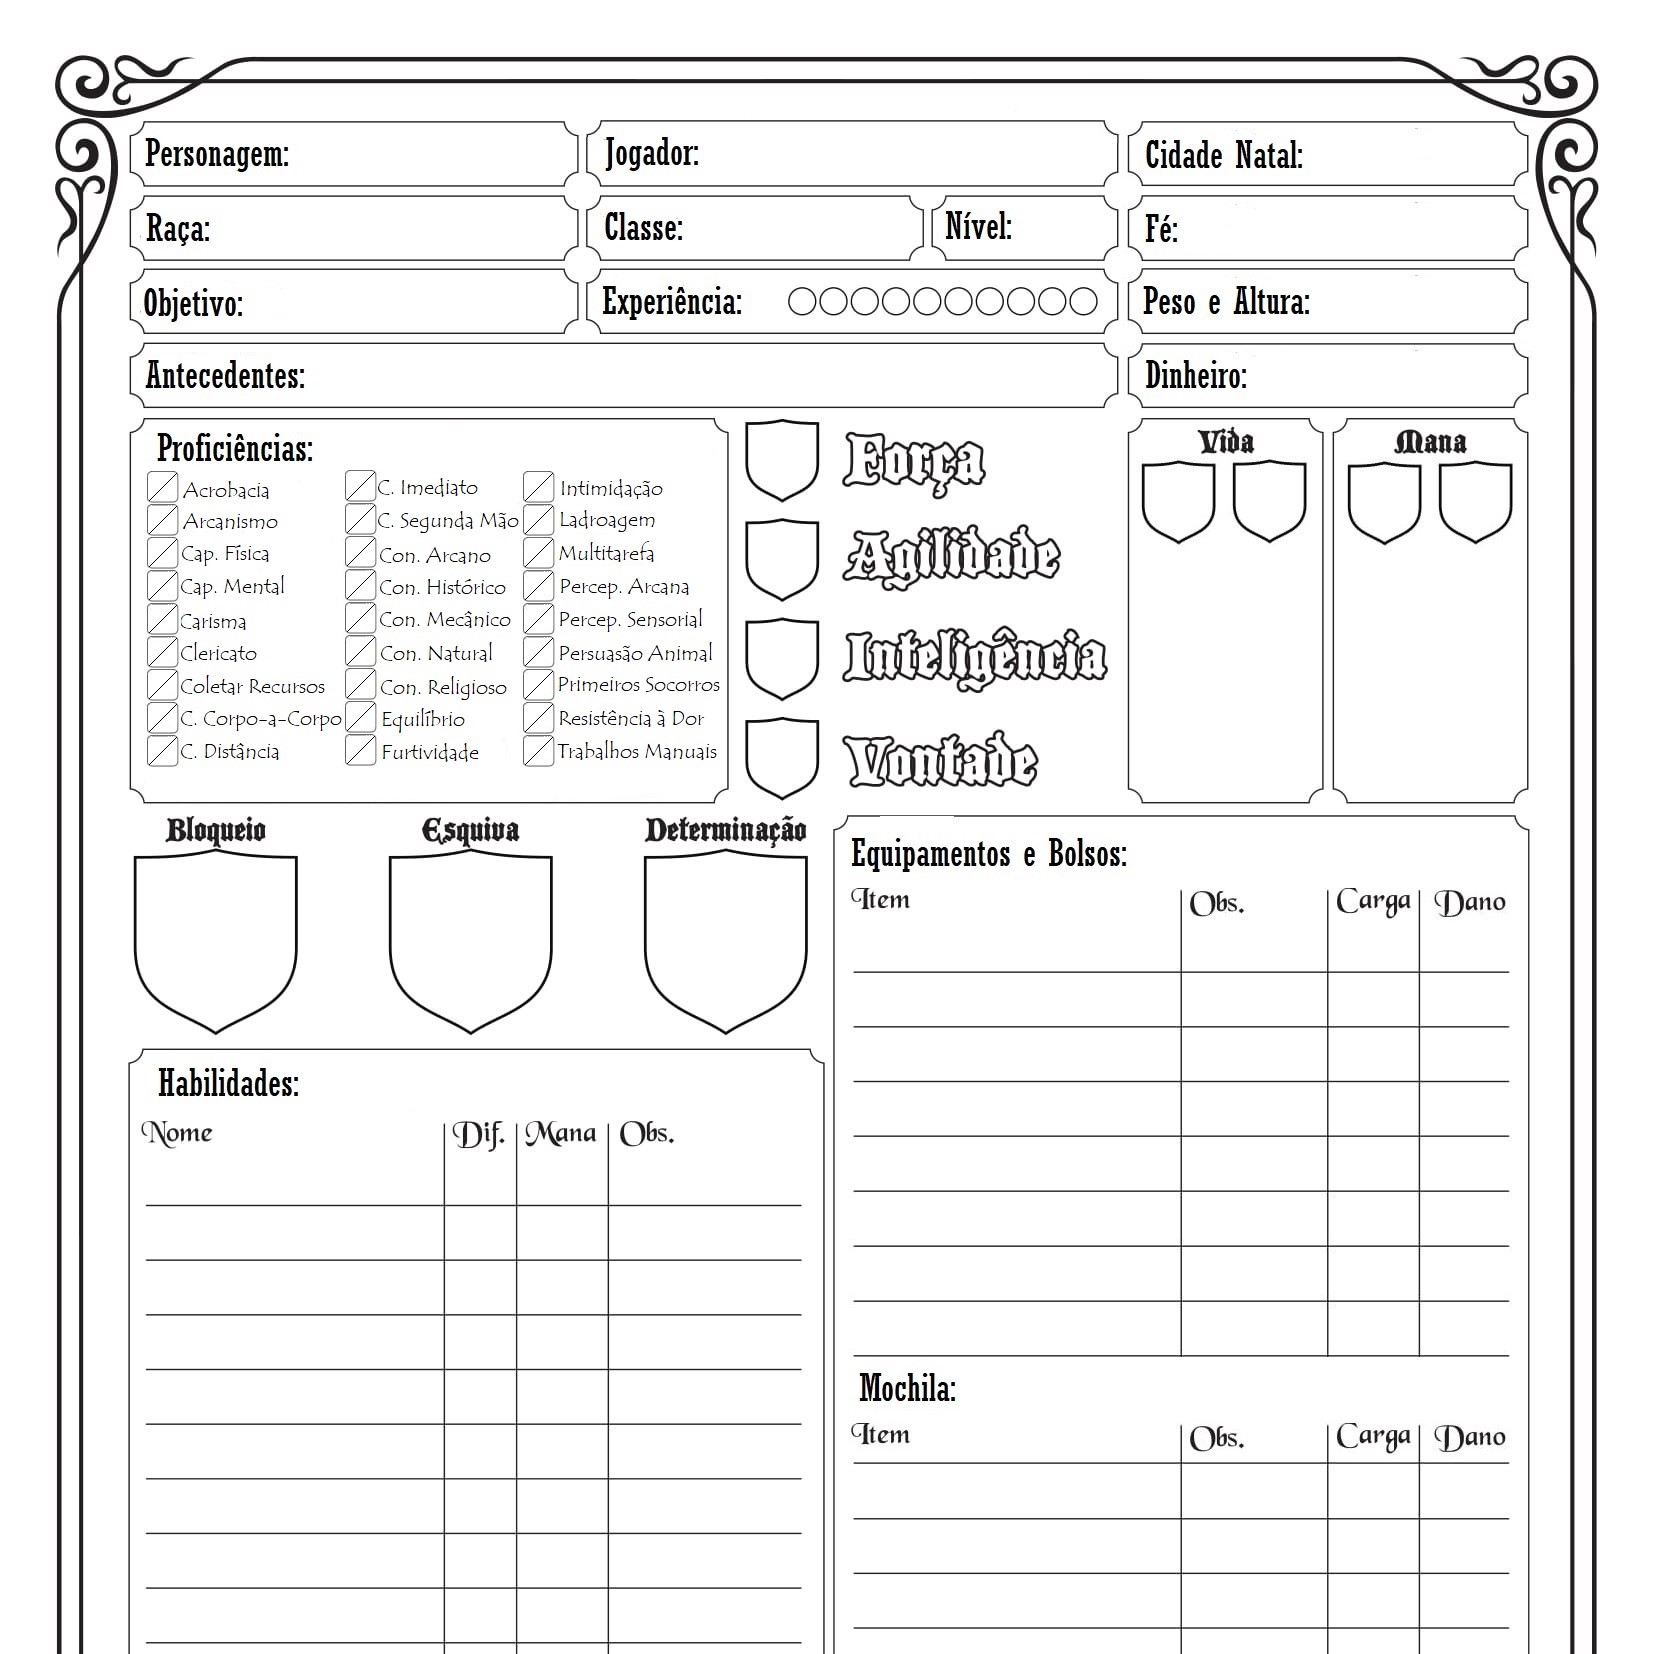 Personagem:
Jogador:
Cidade Natal:
Raça:
Classe:
Nível:
Fé:
Objetivo:
Experiência:
Peso e Altura:
Antecedentes:
Dinheiro:
Proficiências:
Acrobacia
Arcanismo
Cap. Física
Cap. Mental
Carisma
Clericato
Coletar Recursos
C. Corpo-a-Corpo
C. Distância
C. Imediato
C. Segunda Mão
Con. Arcano
Con. Histórico
Con. Mecânico
Con. Natural
Con. Religioso
Equilíbrio
Furtividade
Intimidação
Ladroagem
Multitarefa
Percep. Arcana
Percep. Sensorial
Persuasão Animal
Primeiros Socorros
Resistência à Dor
Trabalhos Manuais
Força
Agilidade
Inteligência
Vontade
Vida
Mana
Bloqueio
Esquiva
Determinação
Habilidades:
Nome Dif. Mana Obs.
Equipamentos e Bolsos:
Item Obs. Carga Dano
Mochila:
Item Obs. Carga Dano